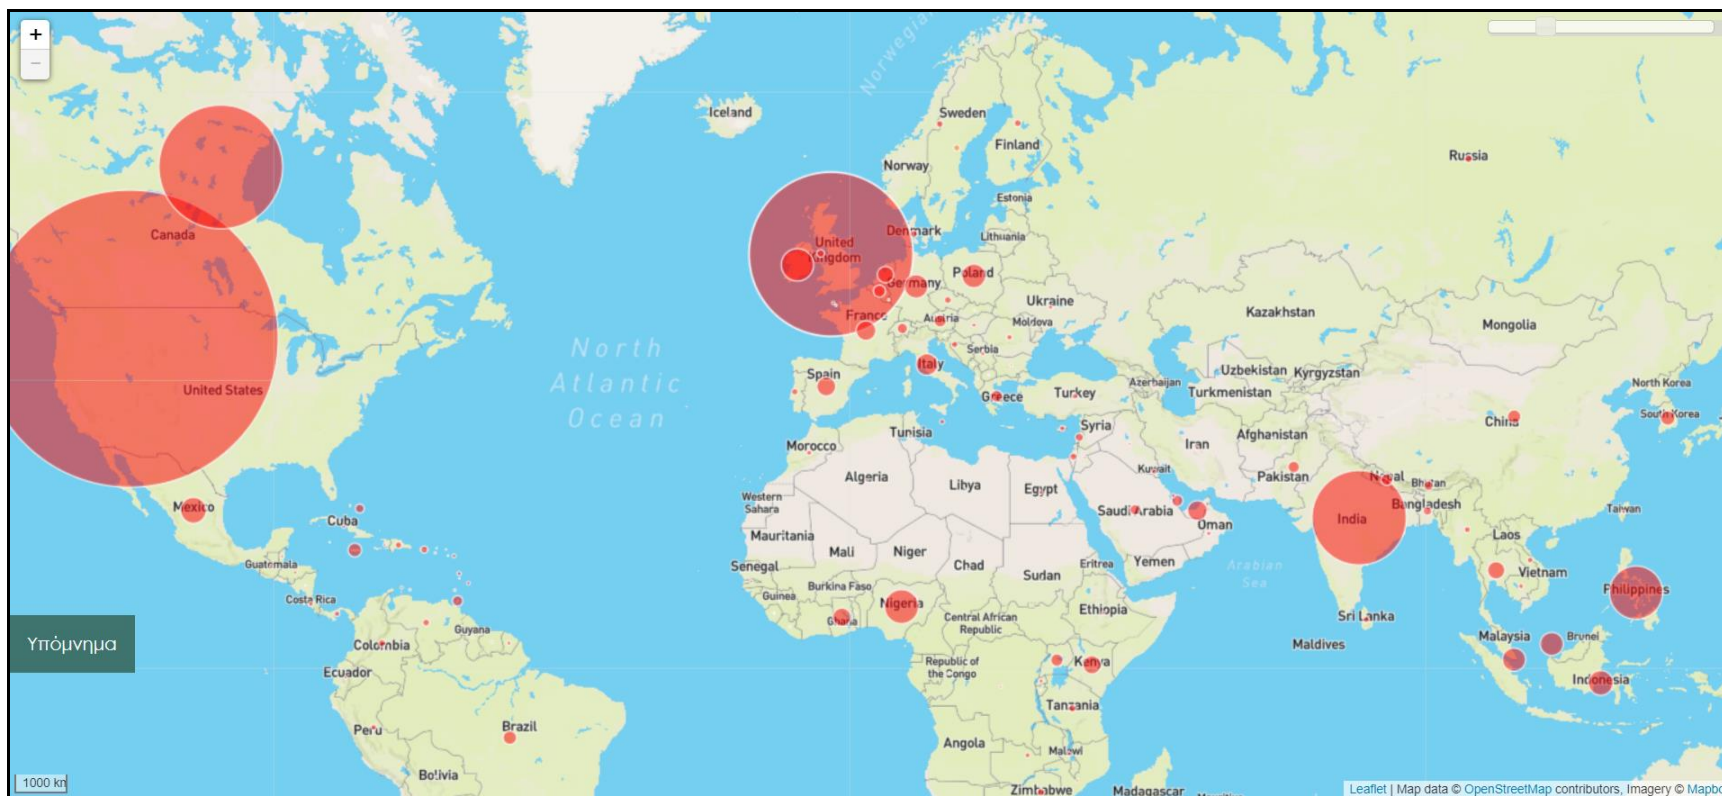 +
−
Norwegian
Iceland
Sweden
Finland
Norway
Russia
Estonia
Canada
United
Kingdom
Denmark
Lithuania
Germany
Poland
Ukraine
Kazakhstan
Mongolia
France
Austria
Moldova
Serbia
North
Atlantic
Ocean
United States
Spain
Italy
Greece
Turkey
Azerbaijan
Uzbekistan
Kyrgyzstan
Turkmenistan
North Korea
South Korea
China
Tunisia
Syria
Morocco
Iran
Afghanistan
Algeria
Libya
Egypt
Kuwait
Pakistan
Nepal
Bhutan
Western
Sahara
Mexico
Cuba
Saudi Arabia
Oman
India
Bangladesh
Taiwan
Mauritania
Mali
Niger
Laos
Guatemala
Senegal
Chad
Sudan
Eritrea
Yemen
Arabian
Sea
Vietnam
Burkina Faso
Guinea
Costa Rica
Nigeria
Ghana
Central African
Republic
Ethiopia
Philippines
Sri Lanka
Guyana
Υπόμνημα
Colombia
Maldives
Malaysia
Brunei
Ecuador
Republic of
the Congo
Kenya
Indonesia
Tanzania
Peru
Brazil
Angola
Malawi
Bolivia
1000 km
Zimbabwe
Madagascar
Leaflet | Map data © OpenStreetMap contributors, Imagery ©